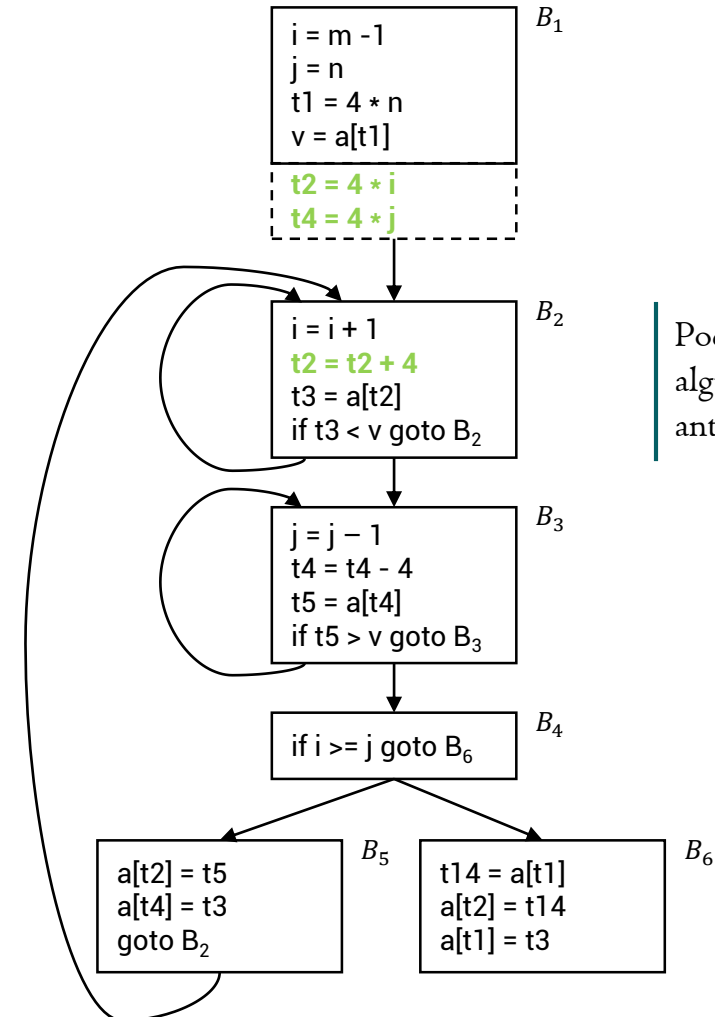 B₁
i = m -1
j = n
t1 = 4 * n
v = a[t1]
t2 = 4 * i
t4 = 4 * j
B₂
i = i + 1
t2 = t2 + 4
t3 = a[t2]
if t3 < v goto B₂
B₃
j = j – 1
t4 = t4 - 4
t5 = a[t4]
if t5 > v goto B₃
B₄
if i >= j goto B₆
B₅
a[t2] = t5
a[t4] = t3
goto B₂
B₆
t14 = a[t1]
a[t2] = t14
a[t1] = t3